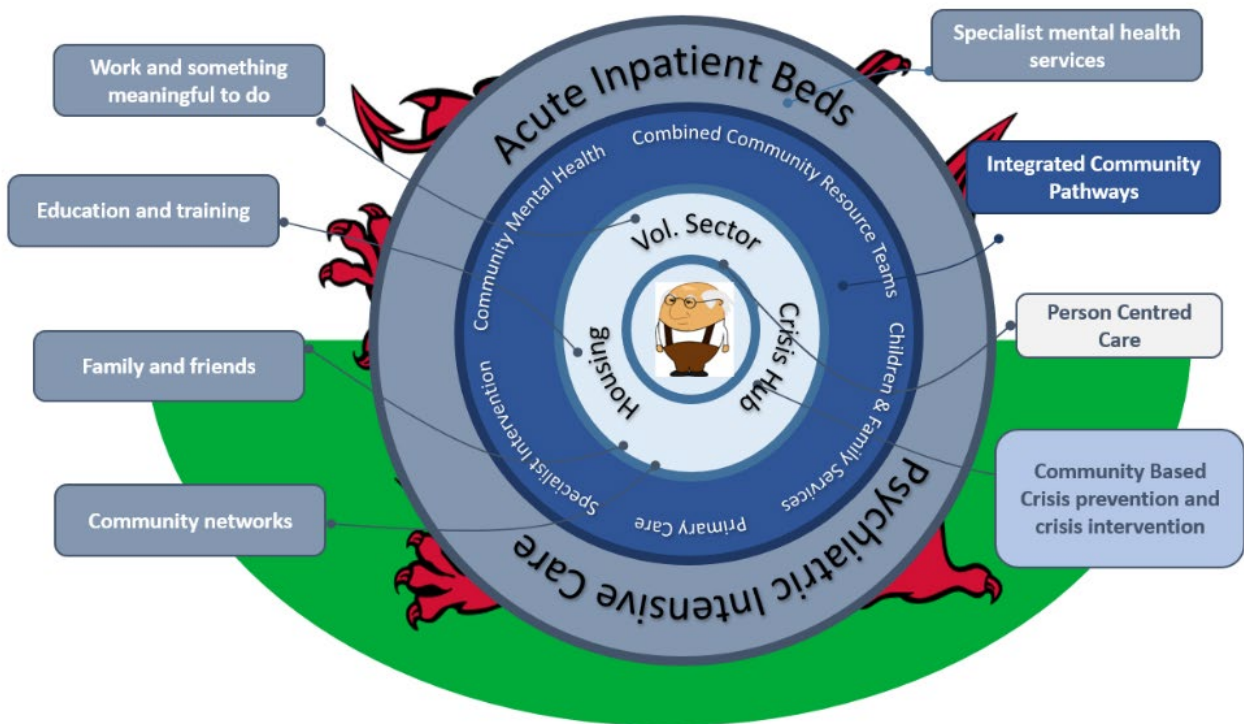 Work and something
meaningful to do
Education and training
Family and friends
Community networks
Acute Inpatient Beds
Psychiatric Intensive Care
Community Mental Health
Combined Community Resource Teams
Children & Family Services
Primary Care
Specialist Intervention
Vol. Sector
Crisis Hub
Housing
Specialist mental health
services
Integrated Community
Pathways
Person Centred
Care
Community Based
Crisis prevention and
crisis intervention